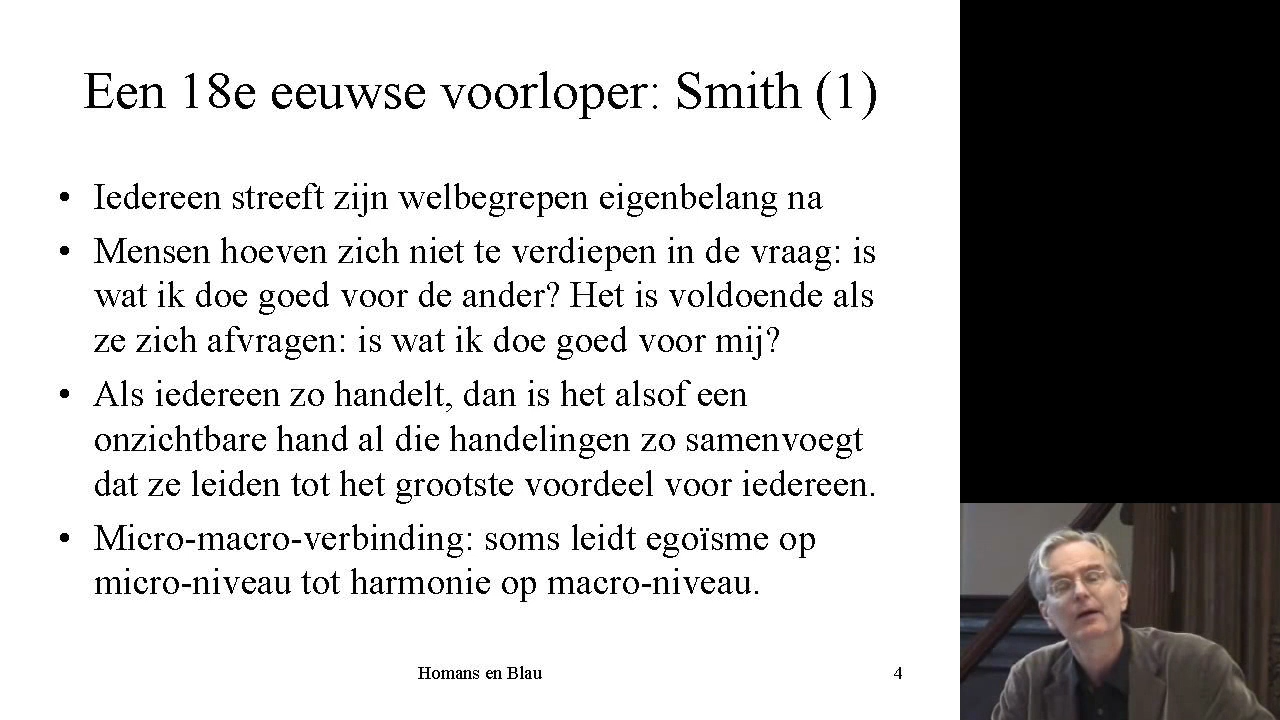 Een 18e eeuwse voorloper: Smith (1)
• Iedereen streeft zijn welbegrepen eigenbelang na
• Mensen hoeven zich niet te verdiepen in de vraag: is
wat ik doe goed voor de ander? Het is voldoende als
ze zich afvragen: is wat ik doe goed voor mij?
• Als iedereen zo handelt, dan is het alsof een
onzichtbare hand al die handelingen zo samenvoegt
dat ze leiden tot het grootste voordeel voor iedereen.
• Micro-macro-verbinding: soms leidt egoïsme op
micro-niveau tot harmonie op macro-niveau.
Homans en Blau
4